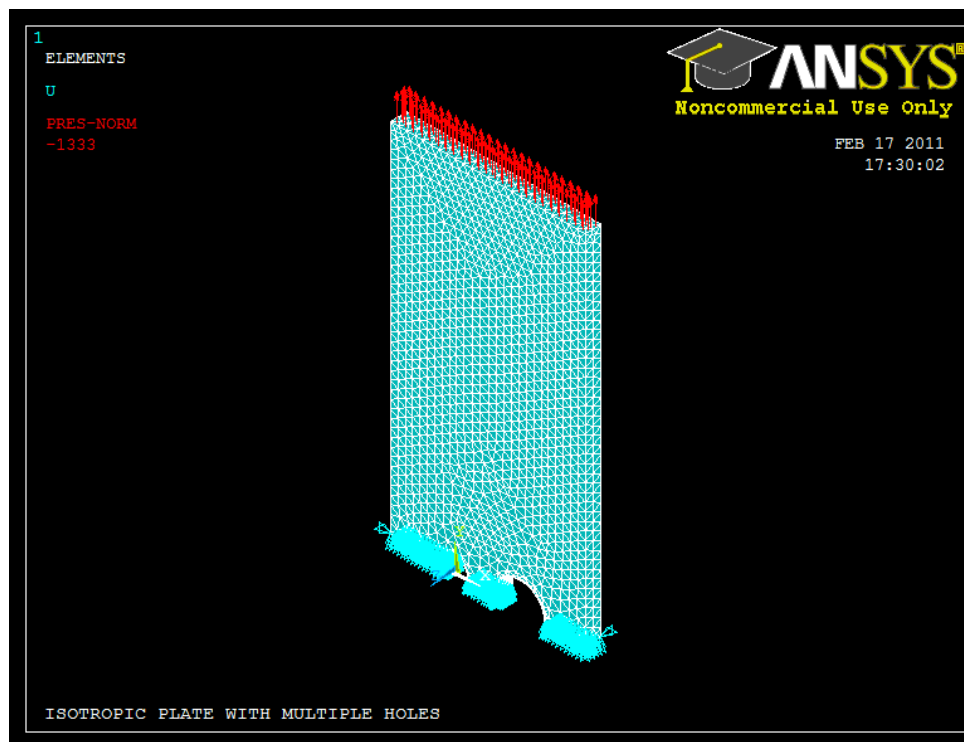 1
ELEMENTS
U
PRES-NORM
-1333
ANSYS®
Noncommercial Use Only
FEB 17 2011
17:30:02
Y
X
ISOTROPIC PLATE WITH MULTIPLE HOLES